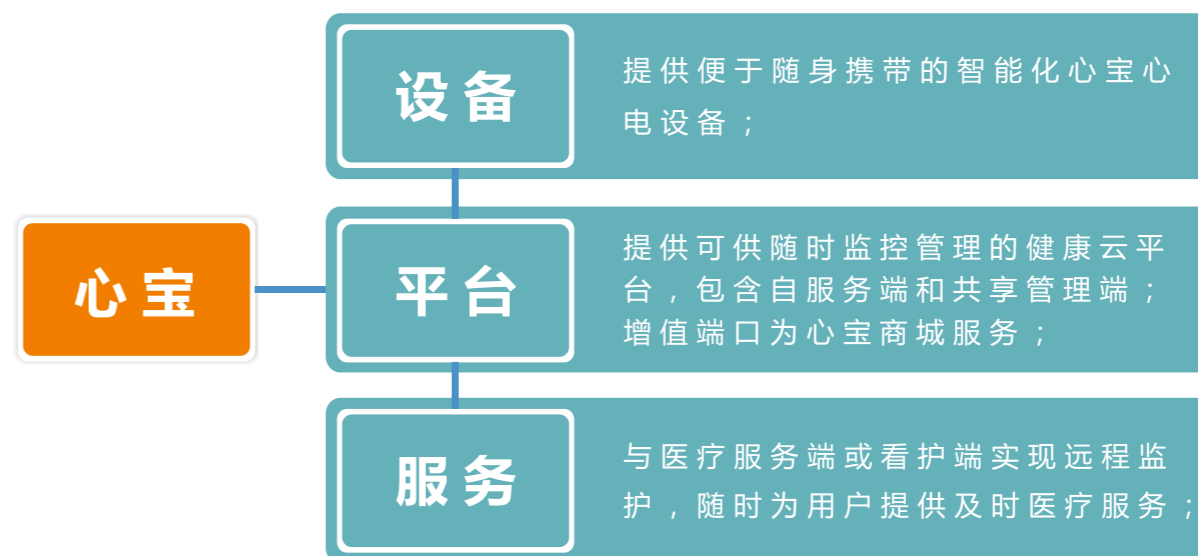 设备
提供便于随身携带的智能化心宝心
电设备；
心宝
平台
提供可供随时监控管理的健康云平
台，包含自服务端和共享管理端；
增值端口为心宝商城服务；
服务
与医疗服务端或看护端实现远程监
护，随时为用户提供及时医疗服务；